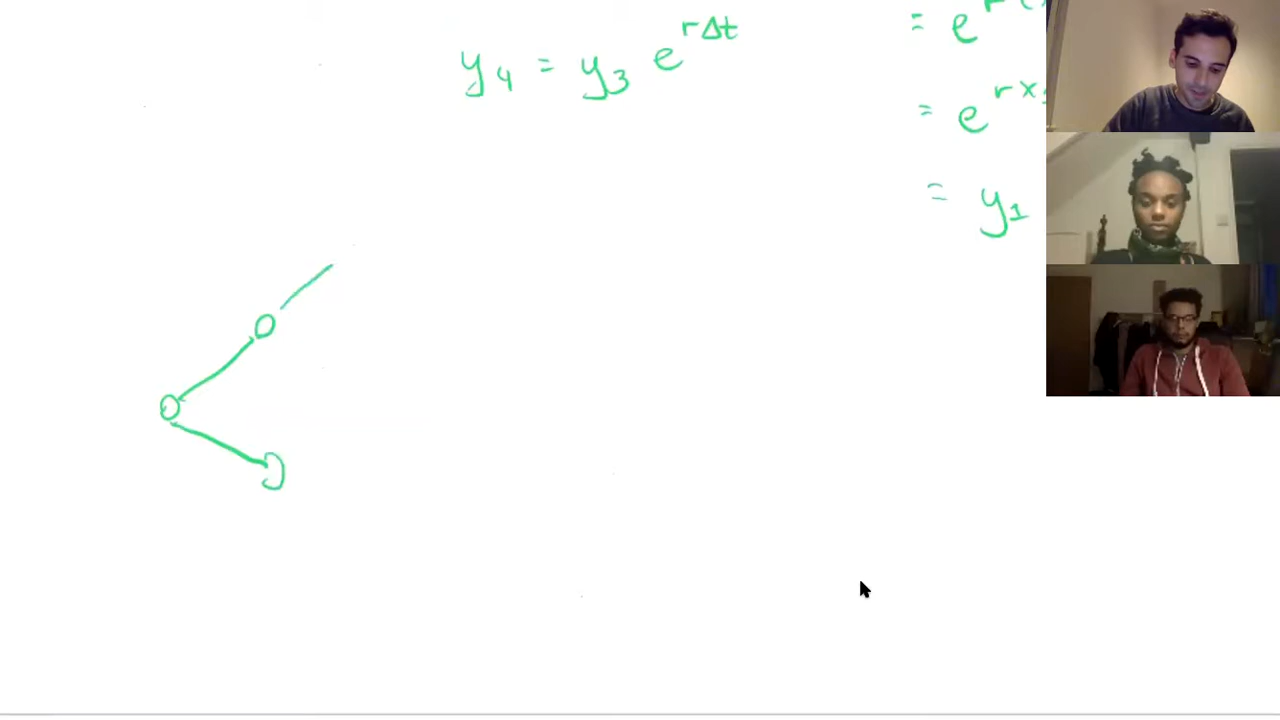 y₄ = y₃ e^{rΔt}
= e^{r(
= e^{rx
= y₁